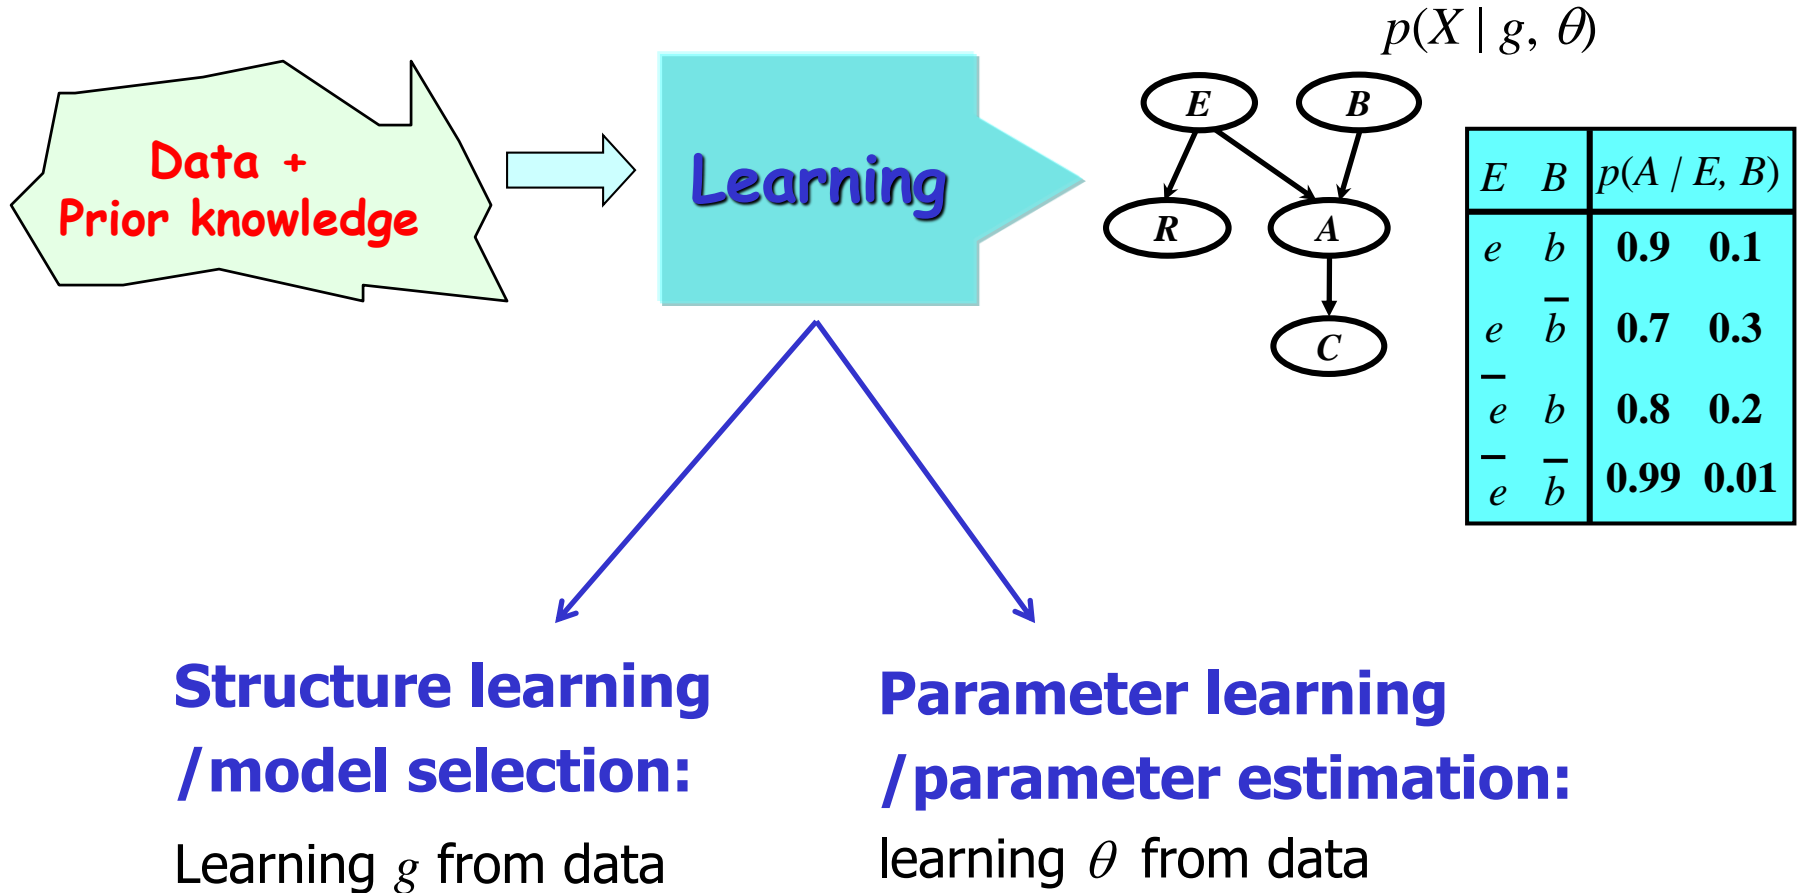 p(X | g, θ)
Data +
Prior knowledge
Learning
E B
R A
C
E B p(A / E, B)
e b 0.9 0.1
e b̅ 0.7 0.3
e̅ b 0.8 0.2
e̅ b̅ 0.99 0.01
Structure learning
/model selection:
Learning g from data
Parameter learning
/parameter estimation:
learning θ from data